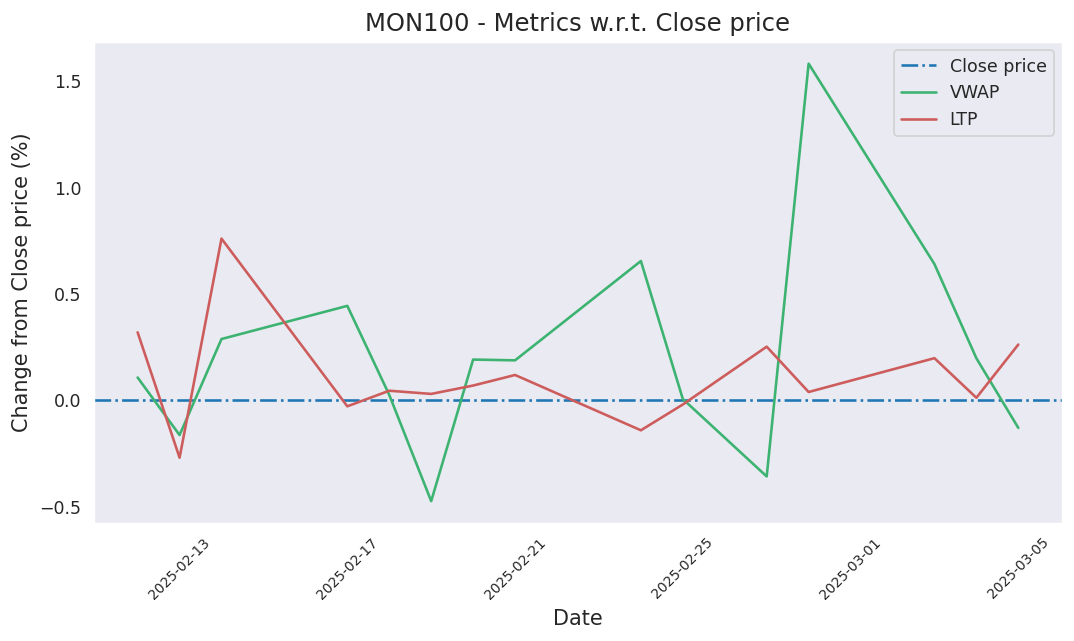 MON100 - Metrics w.r.t. Close price
Change from Close price (%)
1.5
1.0
0.5
0.0
−0.5
Close price
VWAP
LTP
2025-02-13
2025-02-17
2025-02-21
2025-02-25
2025-03-01
2025-03-05
Date